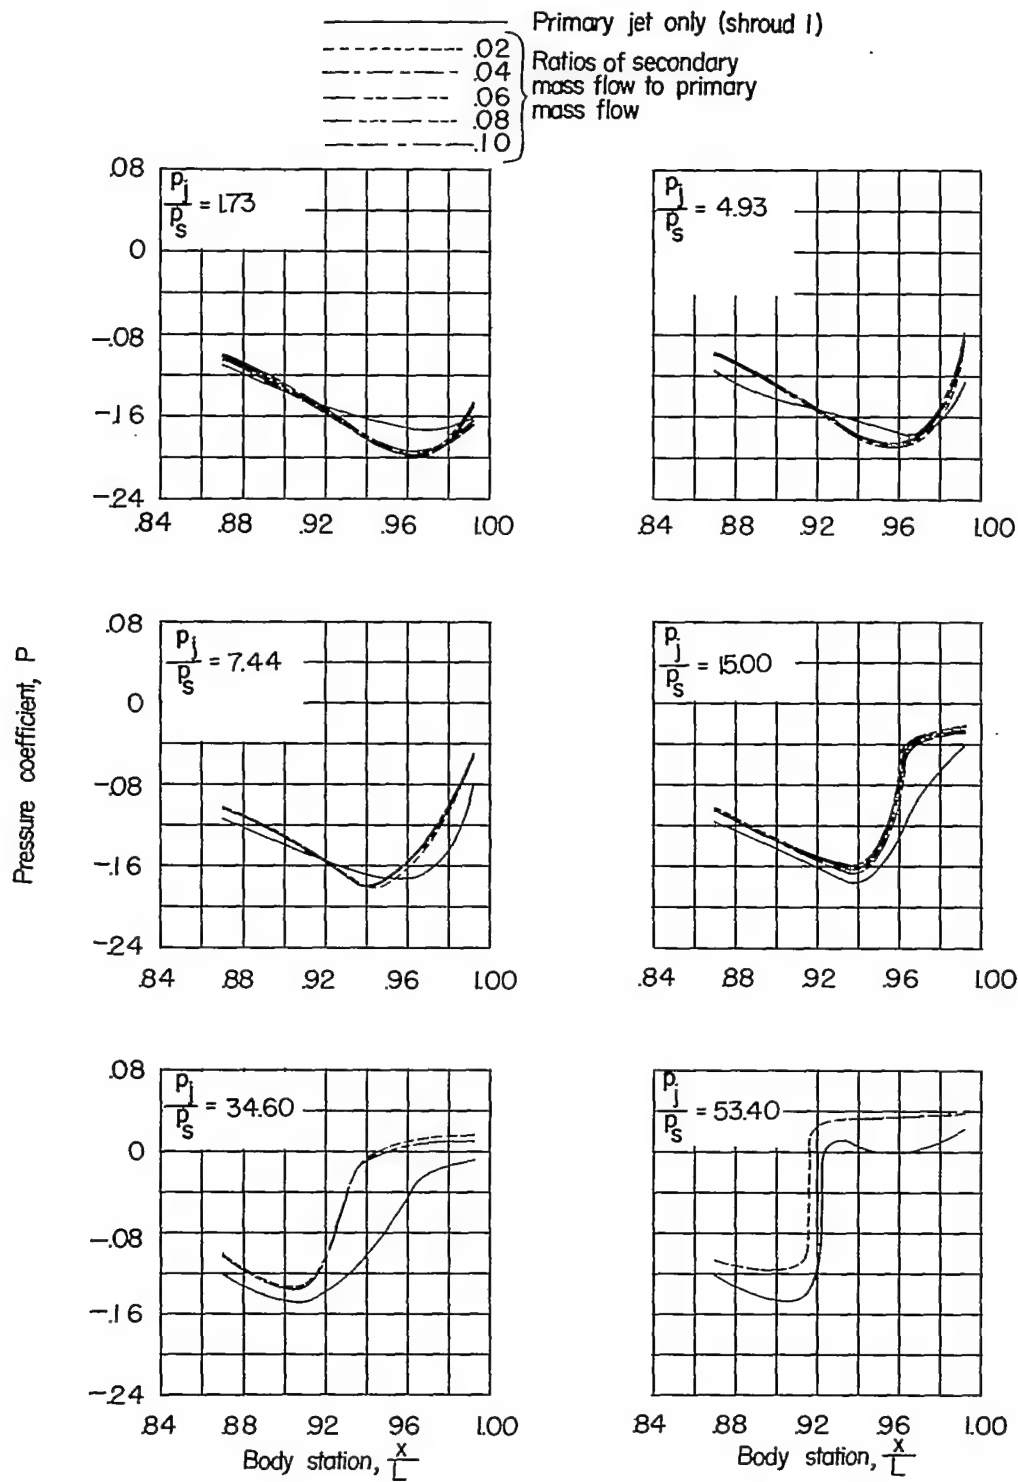 Primary jet only (shroud 1)
.02
.04
.06
.08
.10
Ratios of secondary
mass flow to primary
mass flow
.08
0
-.08
-.16
-.24
pj/ps = 1.73
.84 .88 .92 .96 1.00
pj/ps = 4.93
.84 .88 .92 .96 1.00
Pressure coefficient, P
.08
0
-.08
-.16
-.24
pj/ps = 7.44
.84 .88 .92 .96 1.00
pj/ps = 15.00
.84 .88 .92 .96 1.00
.08
0
-.08
-.16
-.24
pj/ps = 34.60
.84 .88 .92 .96 1.00
Body station, x/L
pj/ps = 53.40
.84 .88 .92 .96 1.00
Body station, x/L